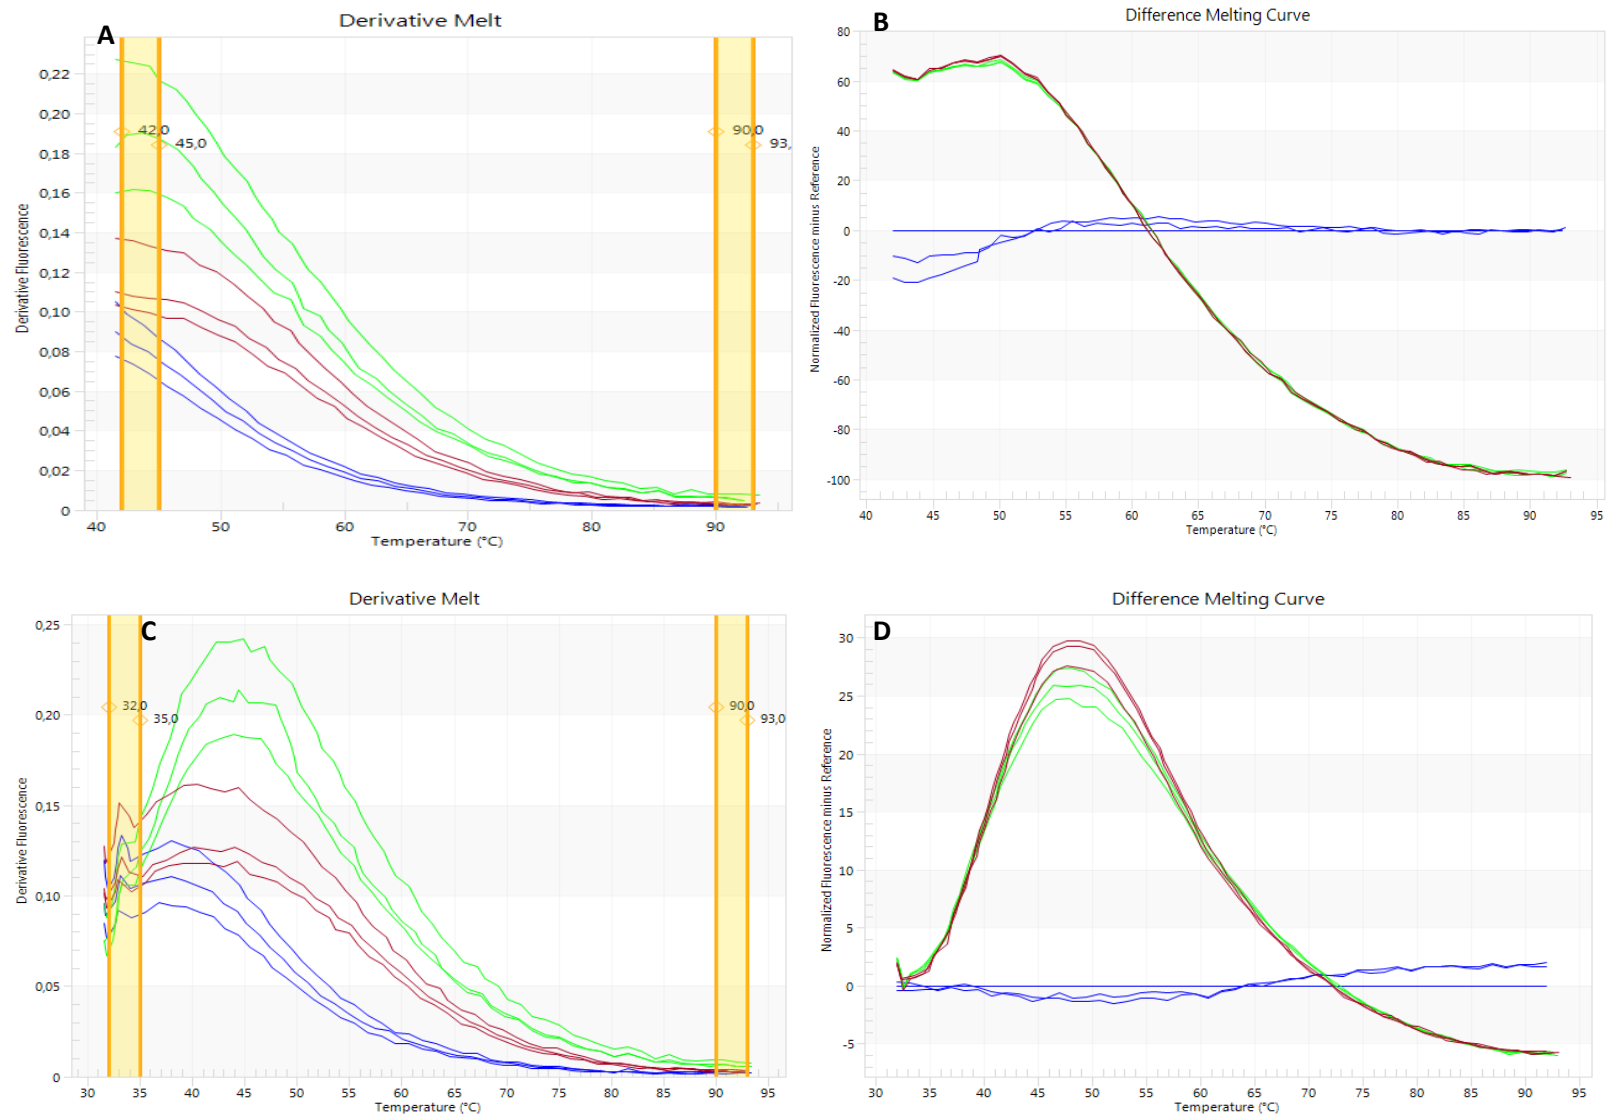 Derivative Melt
A
0,22
0,20
0,18
0,16
0,14
0,12
0,10
0,08
0,06
0,04
0,02
0
Derivative Fluorescence
42,0
45,0
90,0
93,
40 50 60 70 80 90
Temperature (°C)
Difference Melting Curve
B
80
60
40
20
0
-20
-40
-60
-80
-100
Normalized Fluorescence minus Reference
40 45 50 55 60 65 70 75 80 85 90 95
Temperature (°C)
Derivative Melt
C
0,25
0,20
0,15
0,10
0,05
0
Derivative Fluorescence
32,0
35,0
90,0
93,0
30 35 40 45 50 55 60 65 70 75 80 85 90 95
Temperature (°C)
Difference Melting Curve
D
30
25
20
15
10
5
0
-5
Normalized Fluorescence minus Reference
30 35 40 45 50 55 60 65 70 75 80 85 90 95
Temperature (°C)